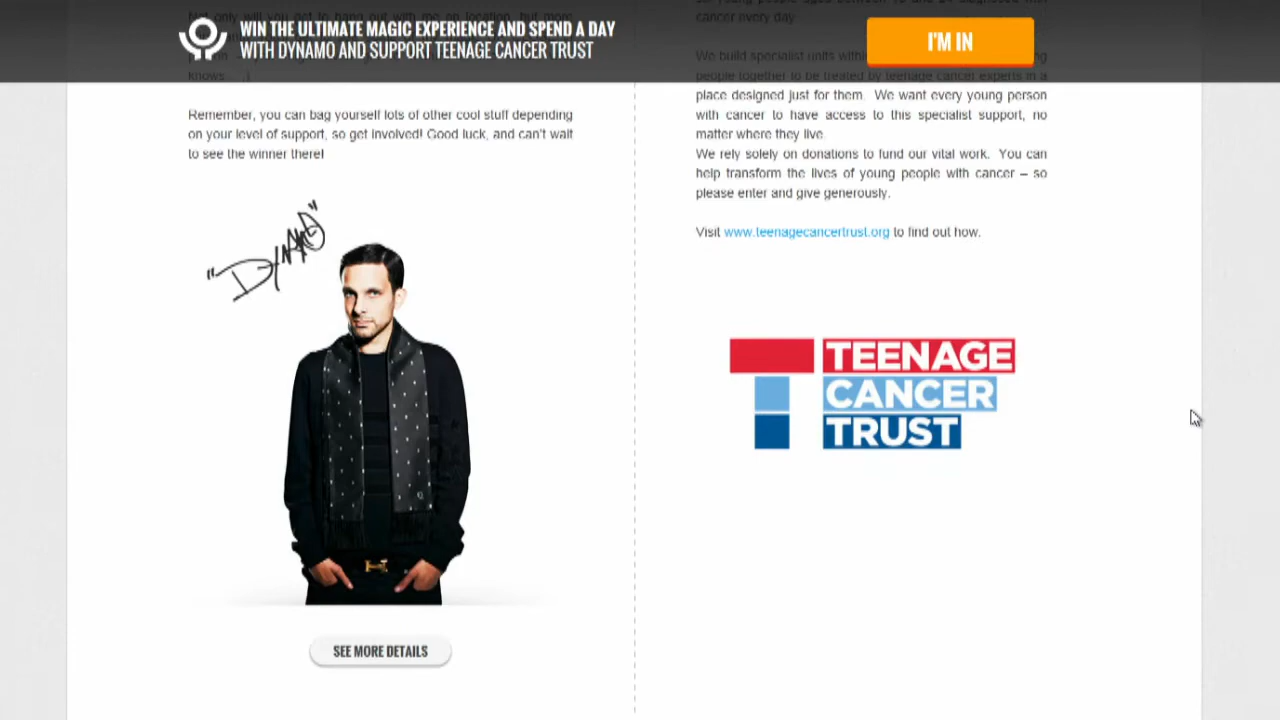 WIN THE ULTIMATE MAGIC EXPERIENCE AND SPEND A DAY
WITH DYNAMO AND SUPPORT TEENAGE CANCER TRUST
I'M IN
knows... ;)
Remember, you can bag yourself lots of other cool stuff depending
on your level of support, so get involved! Good luck, and can't wait
to see the winner there!
"DYNAMO"
SEE MORE DETAILS
cancer every day
We build specialist units within
people together to be treated by teenage cancer experts in a
place designed just for them. We want every young person
with cancer to have access to this specialist support, no
matter where they live.
We rely solely on donations to fund our vital work. You can
help transform the lives of young people with cancer – so
please enter and give generously.
Visit www.teenagecancertrust.org to find out how.
TEENAGE
CANCER
TRUST